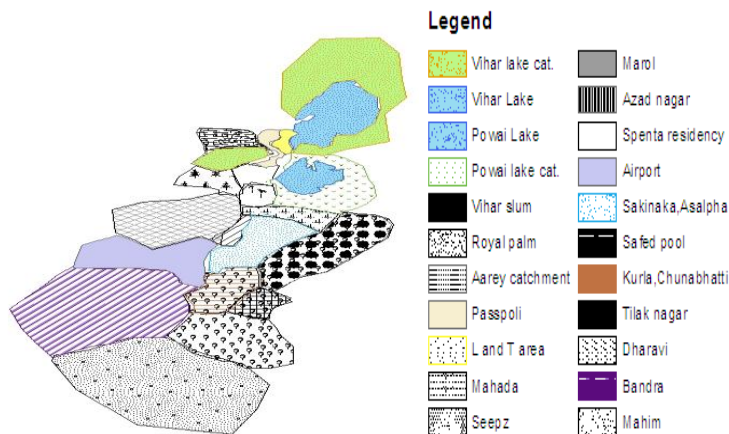 Legend
Vihar lake cat.
Vihar Lake
Powai Lake
Powai lake cat.
Vihar slum
Royal palm
Aarey catchment
Passpoli
L and T area
Mahada
Seepz
Marol
Azad nagar
Spenta residency
Airport
Sakinaka,Asalpha
Safed pool
Kurla,Chunabhatti
Tilak nagar
Dharavi
Bandra
Mahim